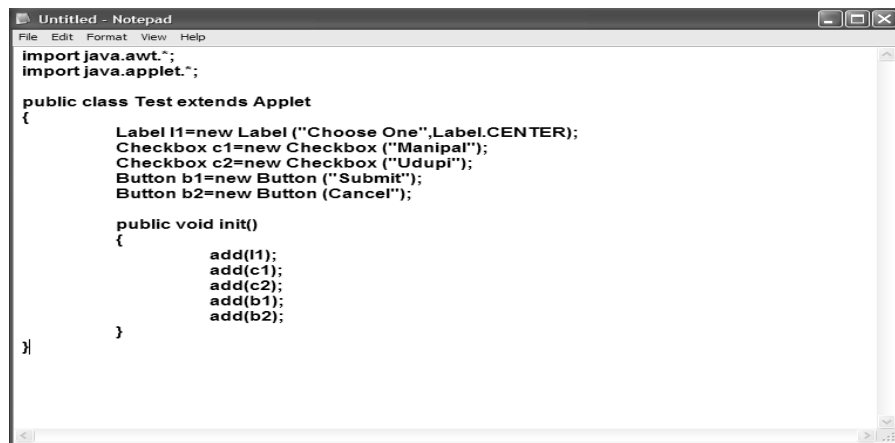 Untitled - Notepad
File Edit Format View Help
import java.awt.*;
import java.applet.*;
public class Test extends Applet
{
Label l1=new Label ("Choose One",Label.CENTER);
Checkbox c1=new Checkbox ("Manipal");
Checkbox c2=new Checkbox ("Udupi");
Button b1=new Button ("Submit");
Button b2=new Button (Cancel");
public void init()
{
add(l1);
add(c1);
add(c2);
add(b1);
add(b2);
}
}